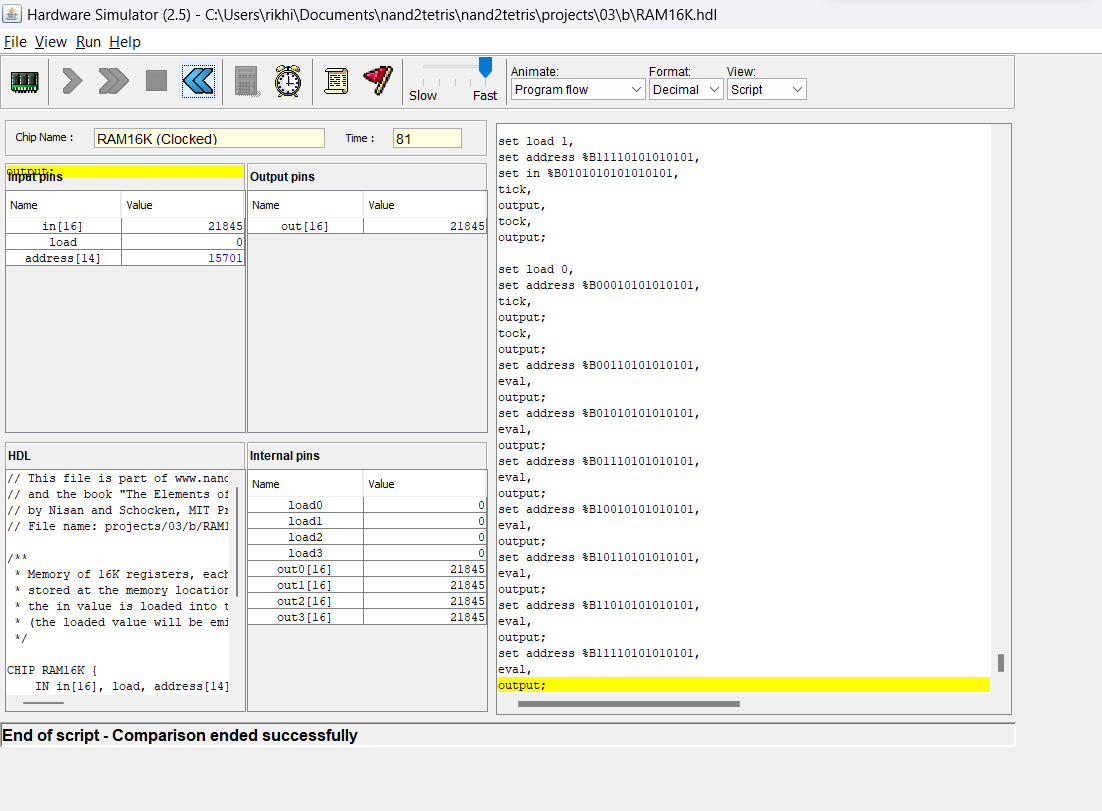 Hardware Simulator (2.5) - C:\Users\rikhi\Documents\nand2tetris\nand2tetris\projects\03\b\RAM16K.hdl
File View Run Help
Slow Fast
Animate:
Program flow
Format:
Decimal
View:
Script
Chip Name :
RAM16K (Clocked)
Time :
81
output;
Input pins
Name Value
in[16] 21845
load 0
address[14] 15701
Output pins
Name Value
out[16] 21845
HDL
// This file is part of www.nand
// and the book "The Elements of
// by Nisan and Schocken, MIT Pr
// File name: projects/03/b/RAM1
/**
* Memory of 16K registers, each
* stored at the memory location
* the in value is loaded into t
* (the loaded value will be emi
*/
CHIP RAM16K {
IN in[16], load, address[14]
Internal pins
Name Value
load0 0
load1 0
load2 0
load3 0
out0[16] 21845
out1[16] 21845
out2[16] 21845
out3[16] 21845
set load 1,
set address %B11110101010101,
set in %B0101010101010101,
tick,
output,
tock,
output;
set load 0,
set address %B00010101010101,
tick,
output;
tock,
output;
set address %B00110101010101,
eval,
output;
set address %B01010101010101,
eval,
output;
set address %B01110101010101,
eval,
output;
set address %B10010101010101,
eval,
output;
set address %B10110101010101,
eval,
output;
set address %B11010101010101,
eval,
output;
set address %B11110101010101,
eval,
output;
End of script - Comparison ended successfully